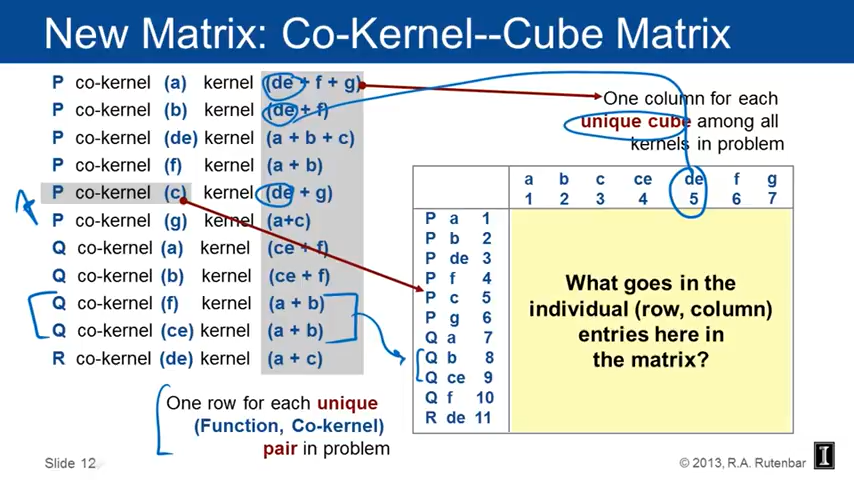 New Matrix: Co-Kernel--Cube Matrix
P co-kernel (a) kernel (de + f + g)
P co-kernel (b) kernel (de + f)
P co-kernel (de) kernel (a + b + c)
P co-kernel (f) kernel (a + b)
P co-kernel (c) kernel (de + g)
P co-kernel (g) kernel (a+c)
Q co-kernel (a) kernel (ce + f)
Q co-kernel (b) kernel (ce + f)
Q co-kernel (f) kernel (a + b)
Q co-kernel (ce) kernel (a + b)
R co-kernel (de) kernel (a + c)
One row for each unique
(Function, Co-kernel)
pair in problem
One column for each
unique cube among all
kernels in problem
a b c ce de f g
1 2 3 4 5 6 7
P a 1
P b 2
P de 3
P f 4
P c 5
P g 6
Q a 7
Q b 8
Q ce 9
Q f 10
R de 11
What goes in the
individual (row, column)
entries here in
the matrix?
Slide 12
© 2013, R.A. Rutenbar
I